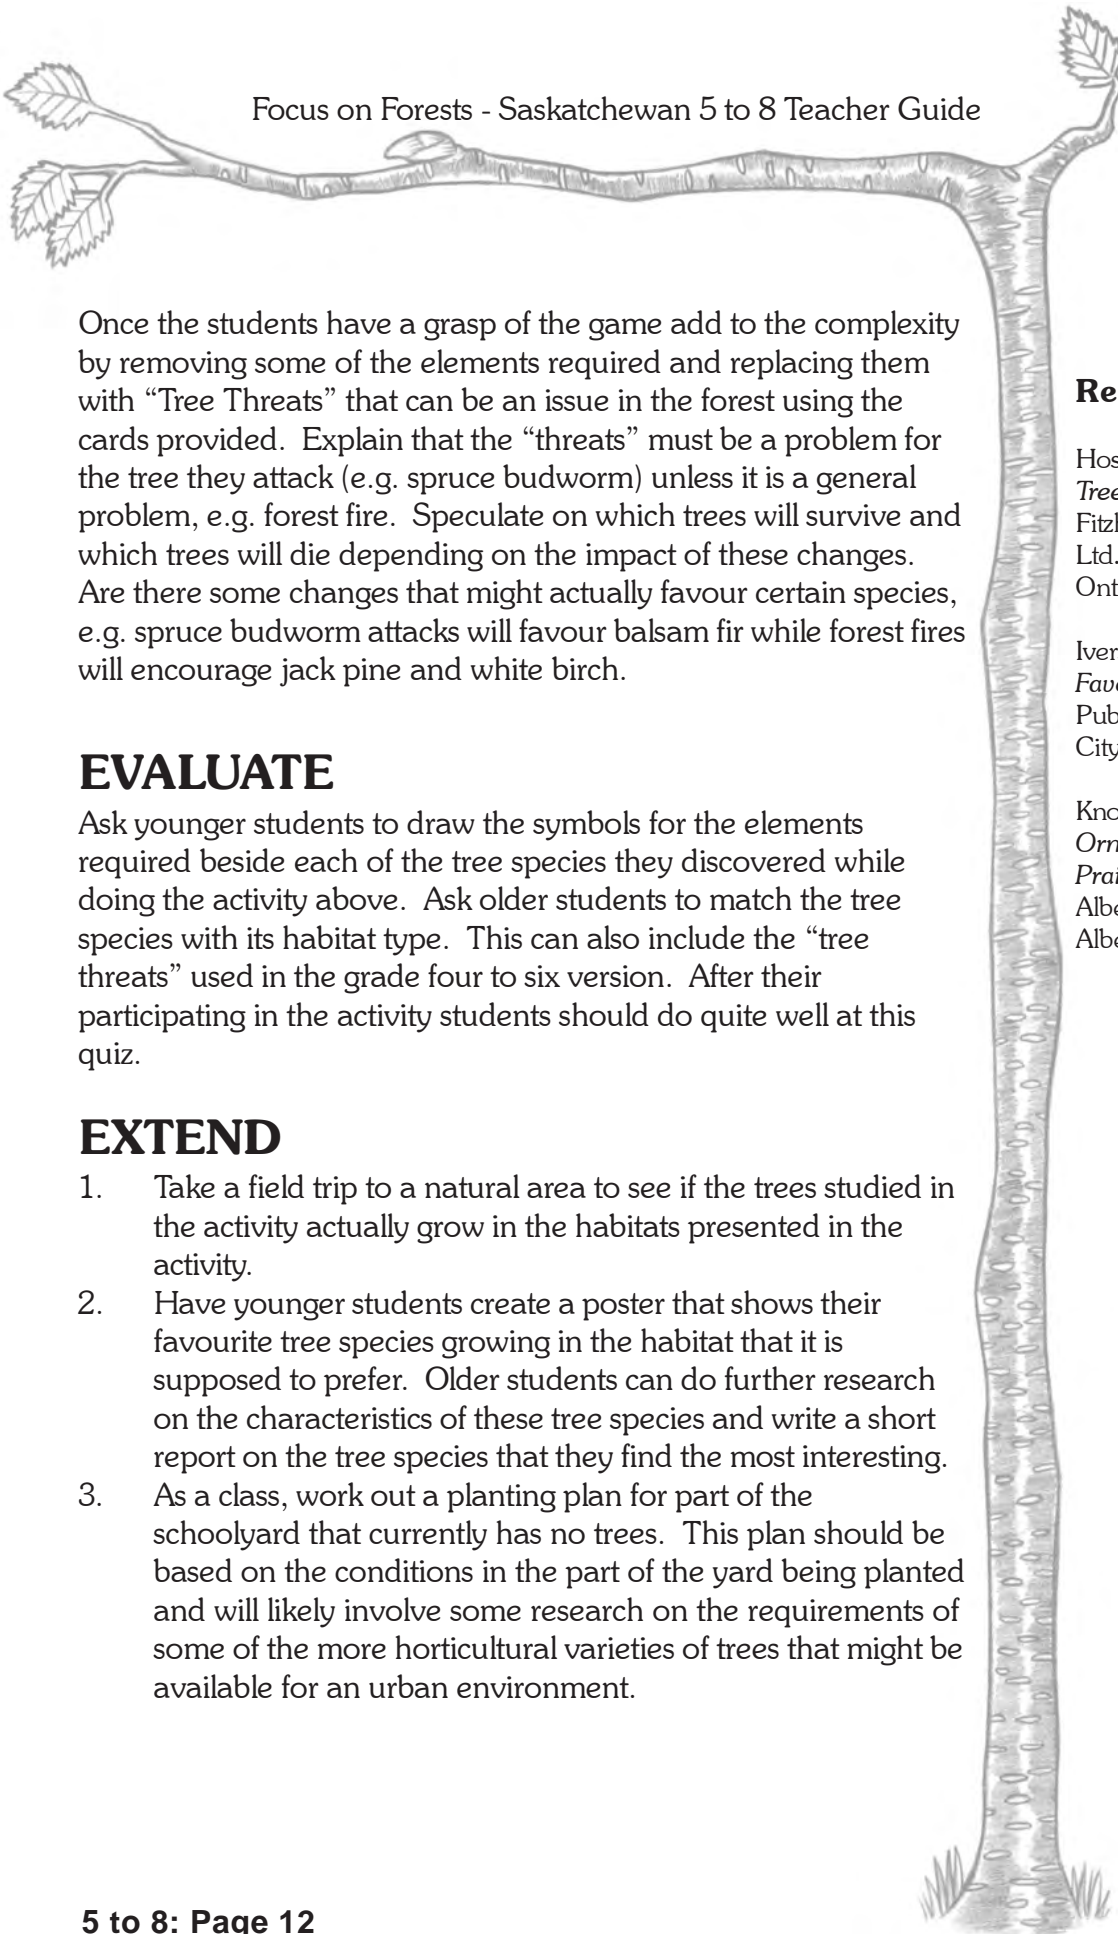 Focus on Forests - Saskatchewan 5 to 8 Teacher Guide
Once the students have a grasp of the game add to the complexity
by removing some of the elements required and replacing them
with “Tree Threats” that can be an issue in the forest using the
cards provided.  Explain that the “threats” must be a problem for
the tree they attack (e.g. spruce budworm) unless it is a general
problem, e.g. forest fire.  Speculate on which trees will survive and
which trees will die depending on the impact of these changes.
Are there some changes that might actually favour certain species,
e.g. spruce budworm attacks will favour balsam fir while forest fires
will encourage jack pine and white birch.
EVALUATE
Ask younger students to draw the symbols for the elements
required beside each of the tree species they discovered while
doing the activity above.  Ask older students to match the tree
species with its habitat type.  This can also include the “tree
threats” used in the grade four to six version.  After their
participating in the activity students should do quite well at this
quiz.
EXTEND
1. Take a field trip to a natural area to see if the trees studied in
the activity actually grow in the habitats presented in the
activity.
2. Have younger students create a poster that shows their
favourite tree species growing in the habitat that it is
supposed to prefer.  Older students can do further research
on the characteristics of these tree species and write a short
report on the tree species that they find the most interesting.
3. As a class, work out a planting plan for part of the
schoolyard that currently has no trees.  This plan should be
based on the conditions in the part of the yard being planted
and will likely involve some research on the requirements of
some of the more horticultural varieties of trees that might be
available for an urban environment.
5 to 8: Page 12
Re
Hos
Tree
Fitzh
Ltd.
Ont
Iver
Favo
Pub
City
Kno
Orn
Prai
Albe
Albe